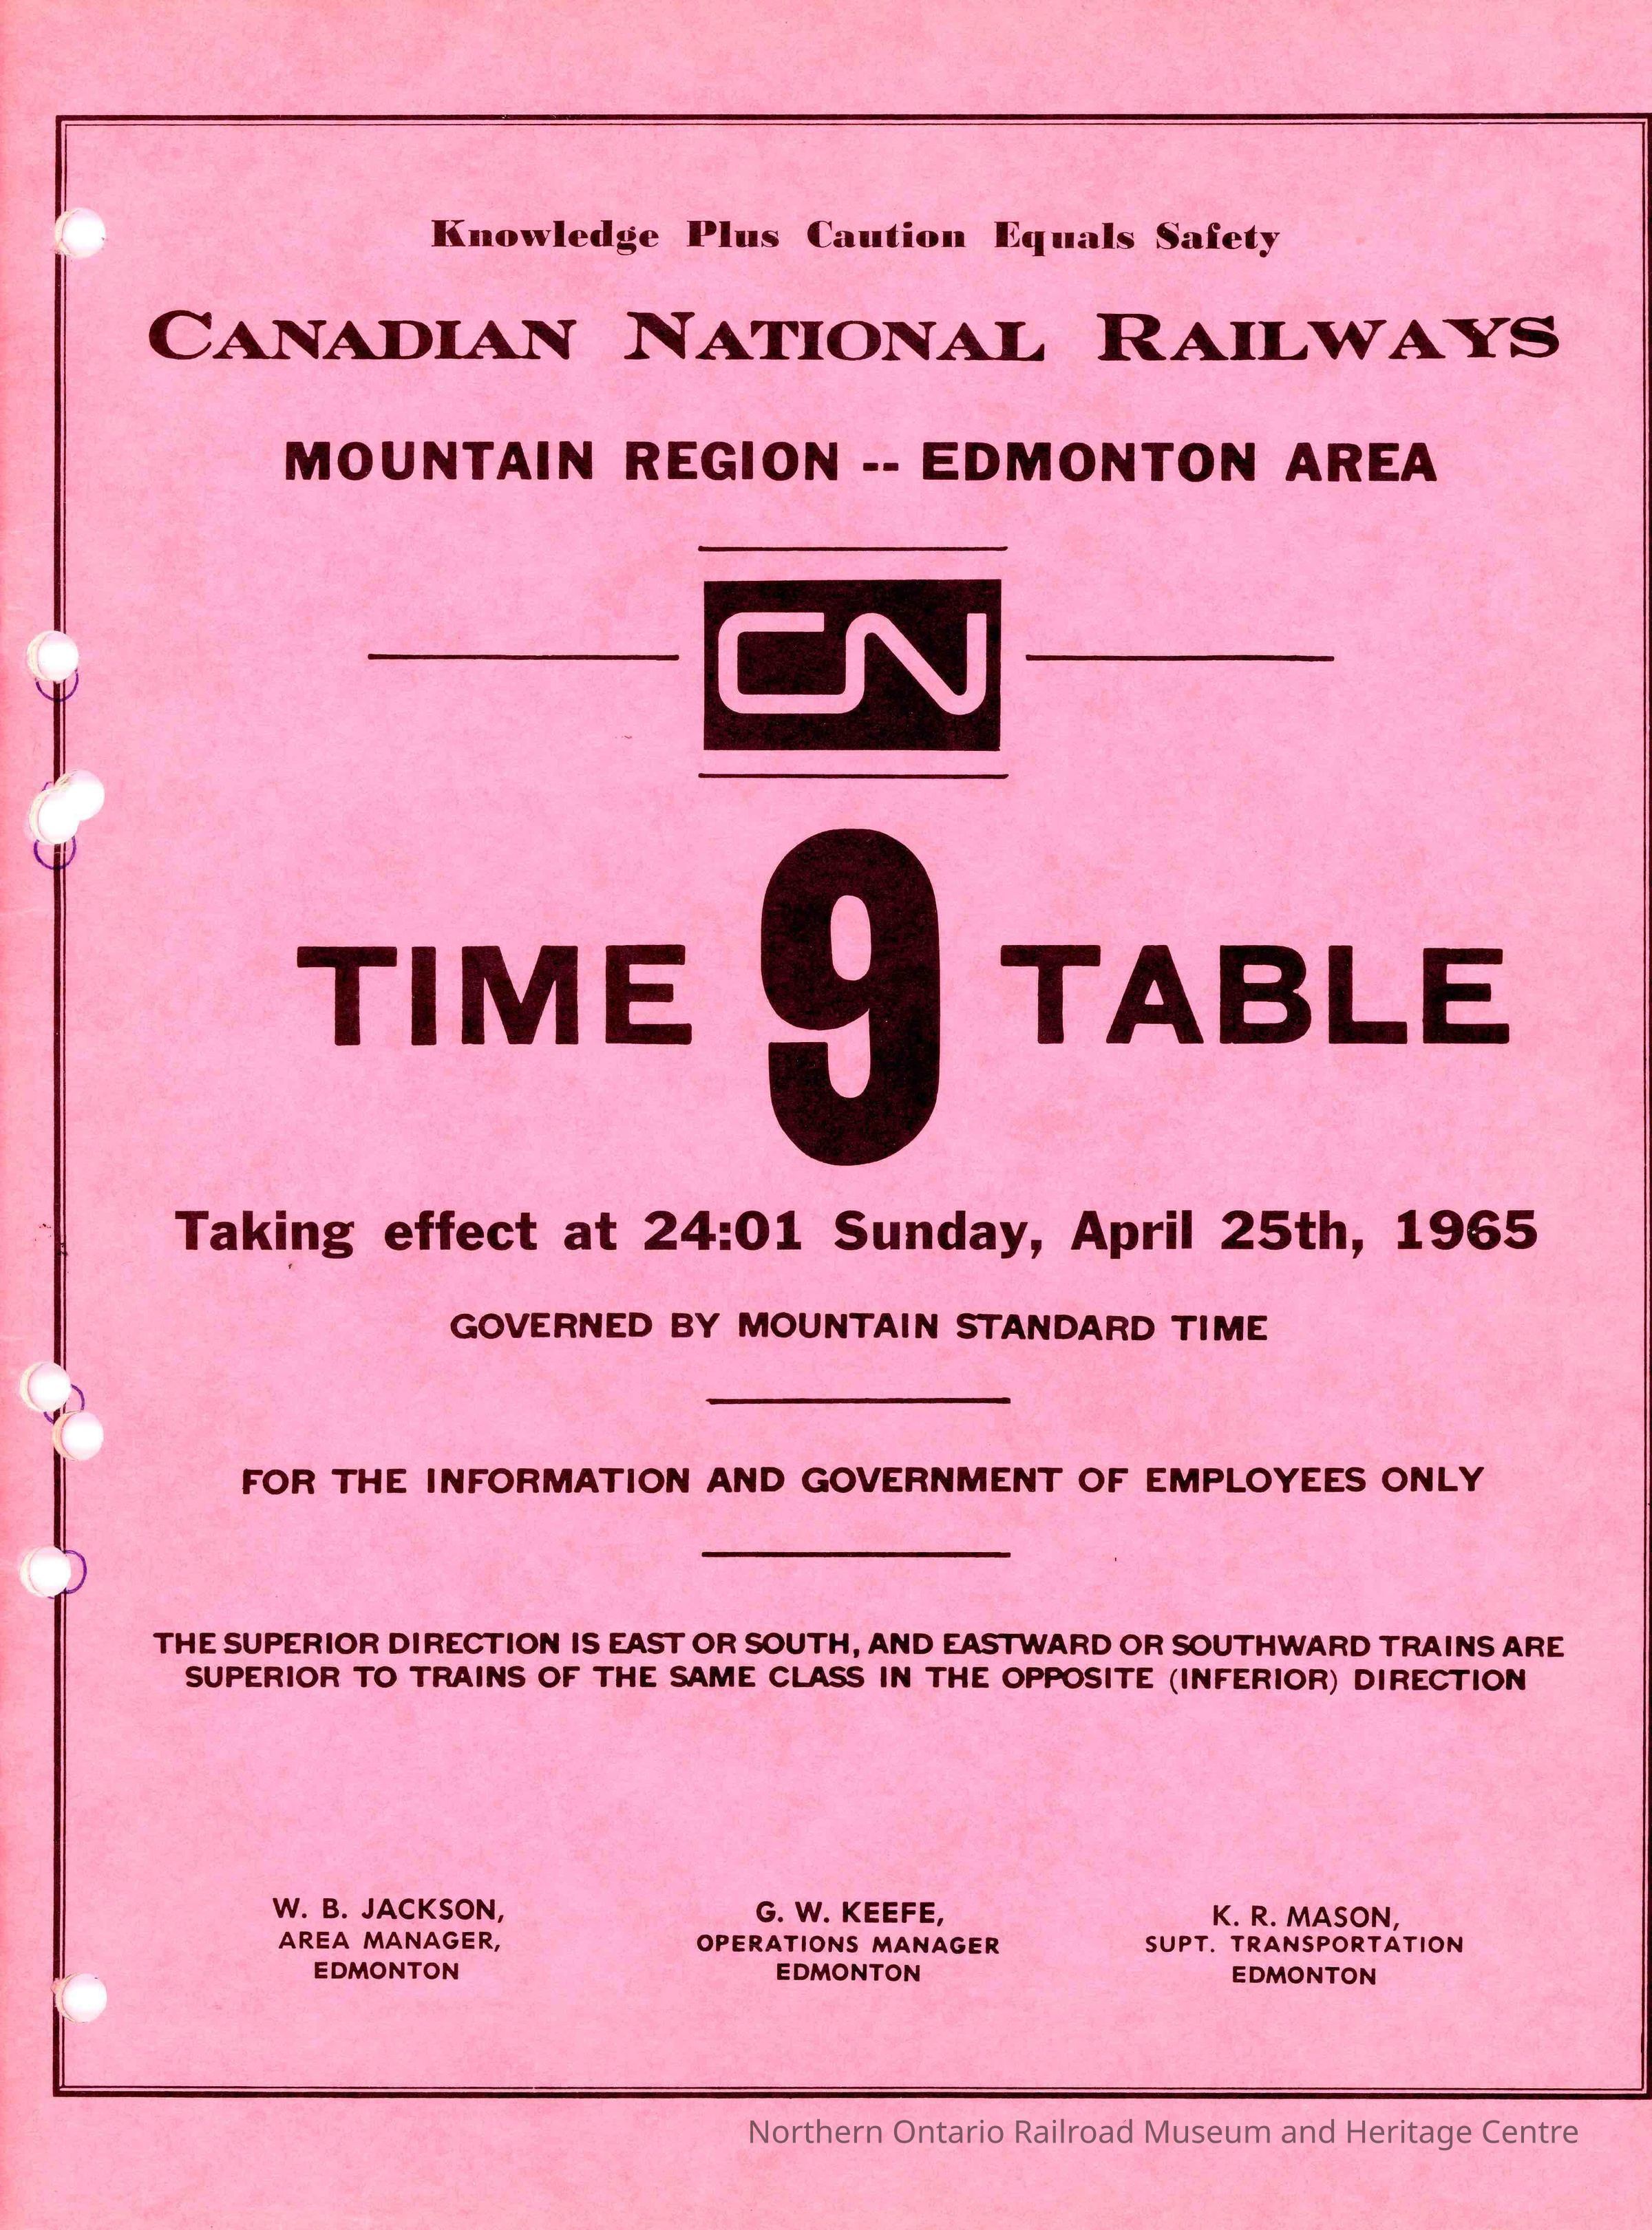 Knowledge Plus Caution Equals Safety
CANADIAN NATIONAL RAILWAYS
MOUNTAIN REGION -- EDMONTON AREA
CN
TIME 9 TABLE
Taking effect at 24:01 Sunday, April 25th, 1965
GOVERNED BY MOUNTAIN STANDARD TIME
FOR THE INFORMATION AND GOVERNMENT OF EMPLOYEES ONLY
THE SUPERIOR DIRECTION IS EAST OR SOUTH, AND EASTWARD OR SOUTHWARD TRAINS ARE
SUPERIOR TO TRAINS OF THE SAME CLASS IN THE OPPOSITE (INFERIOR) DIRECTION
W. B. JACKSON,
AREA MANAGER,
EDMONTON
G. W. KEEFE,
OPERATIONS MANAGER
EDMONTON
K. R. MASON,
SUPT. TRANSPORTATION
EDMONTON
Northern Ontario Railroad Museum and Heritage Centre